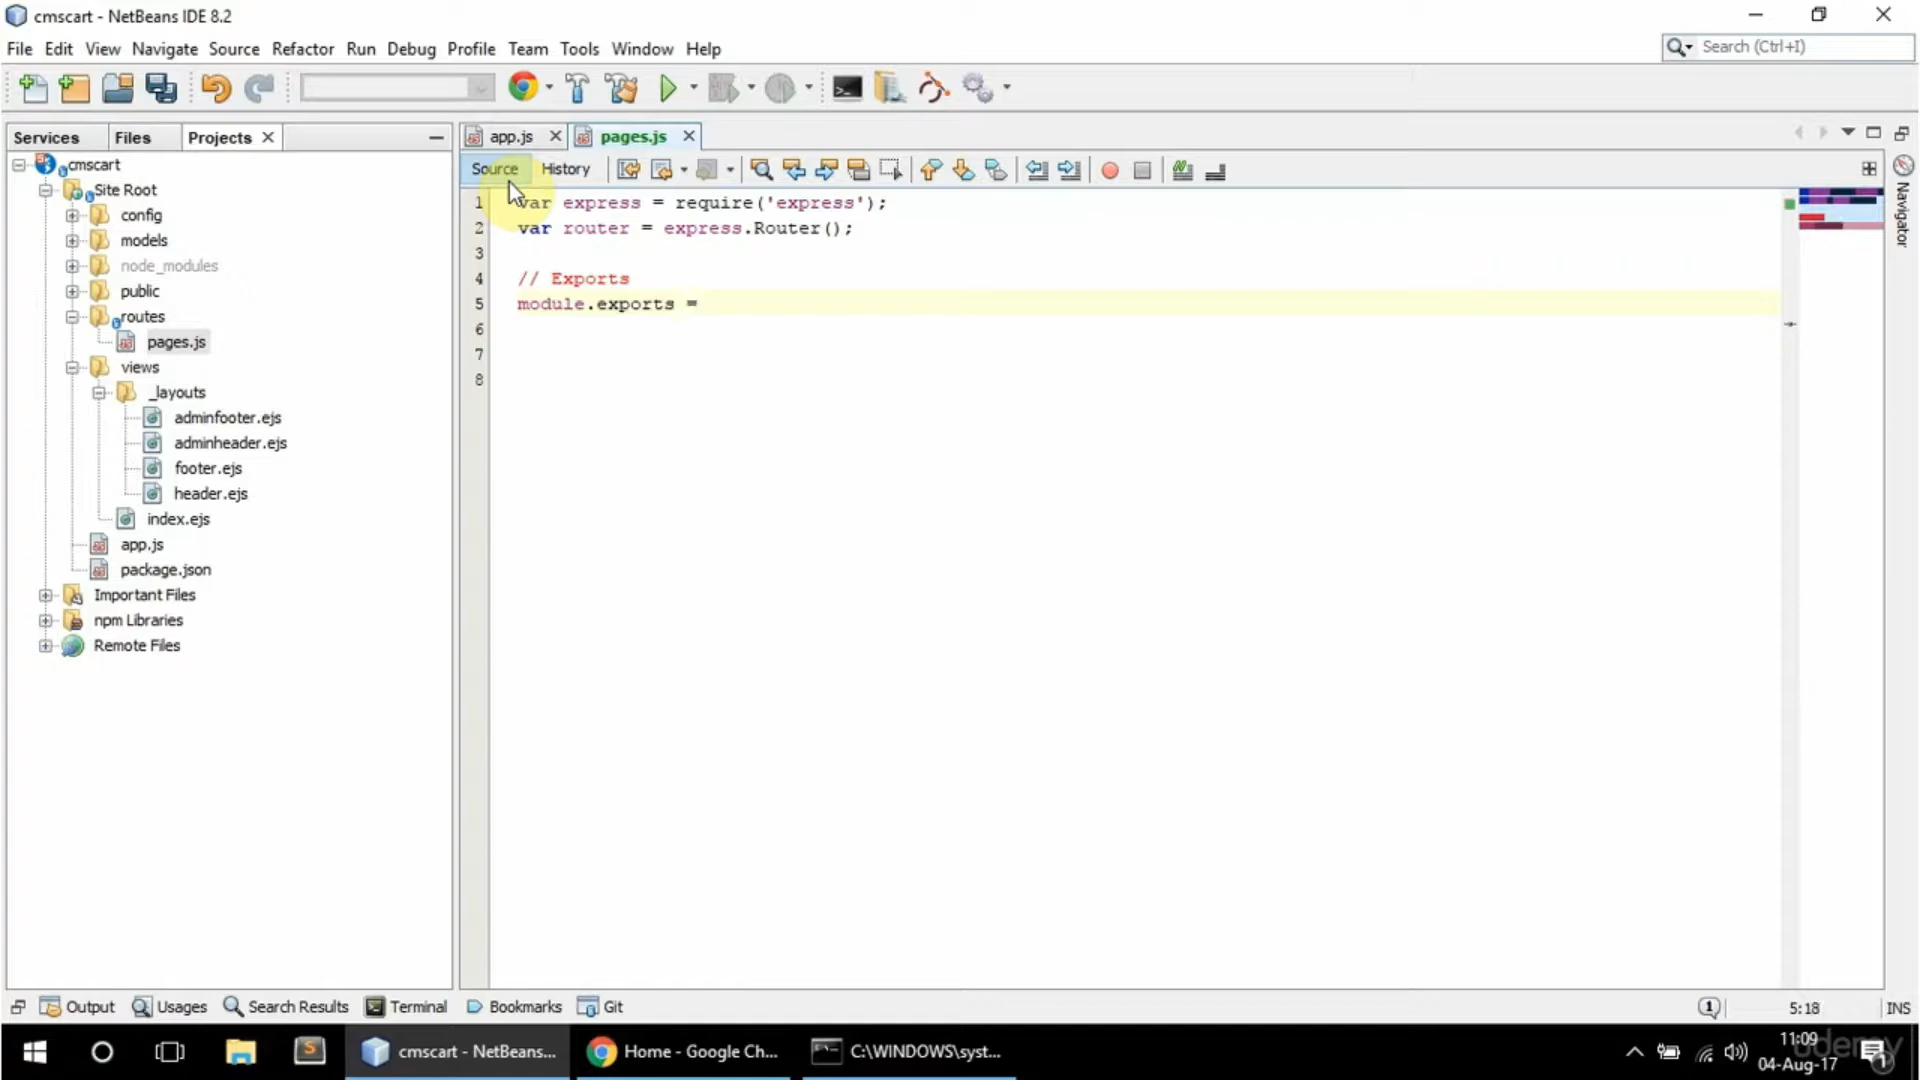 cmscart - NetBeans IDE 8.2
File Edit View Navigate Source Refactor Run Debug Profile Team Tools Window Help
Search (Ctrl+I)
Services Files Projects
app.js pages.js
Source History
Navigator
cmscart
Site Root
config
models
node_modules
public
routes
pages.js
views
_layouts
adminfooter.ejs
adminheader.ejs
footer.ejs
header.ejs
index.ejs
app.js
package.json
Important Files
npm Libraries
Remote Files
1 var express = require('express');
2 var router = express.Router();
3
4 // Exports
5 module.exports =
6
7
8
Output Usages Search Results Terminal Bookmarks Git
1 5:18 INS
cmscart - NetBeans... Home - Google Ch... C:\WINDOWS\syst...
11:09
04-Aug-17
1
udemy